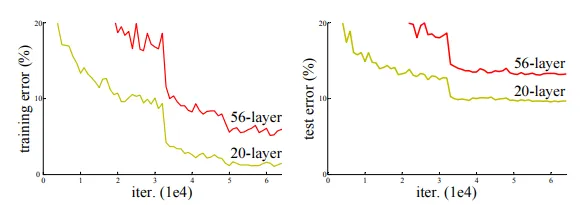 20
10
0
training error (%)
56-layer
20-layer
0 1 2 3 4 5 6
iter. (1e4)
20
10
0
test error (%)
56-layer
20-layer
0 1 2 3 4 5 6
iter. (1e4)